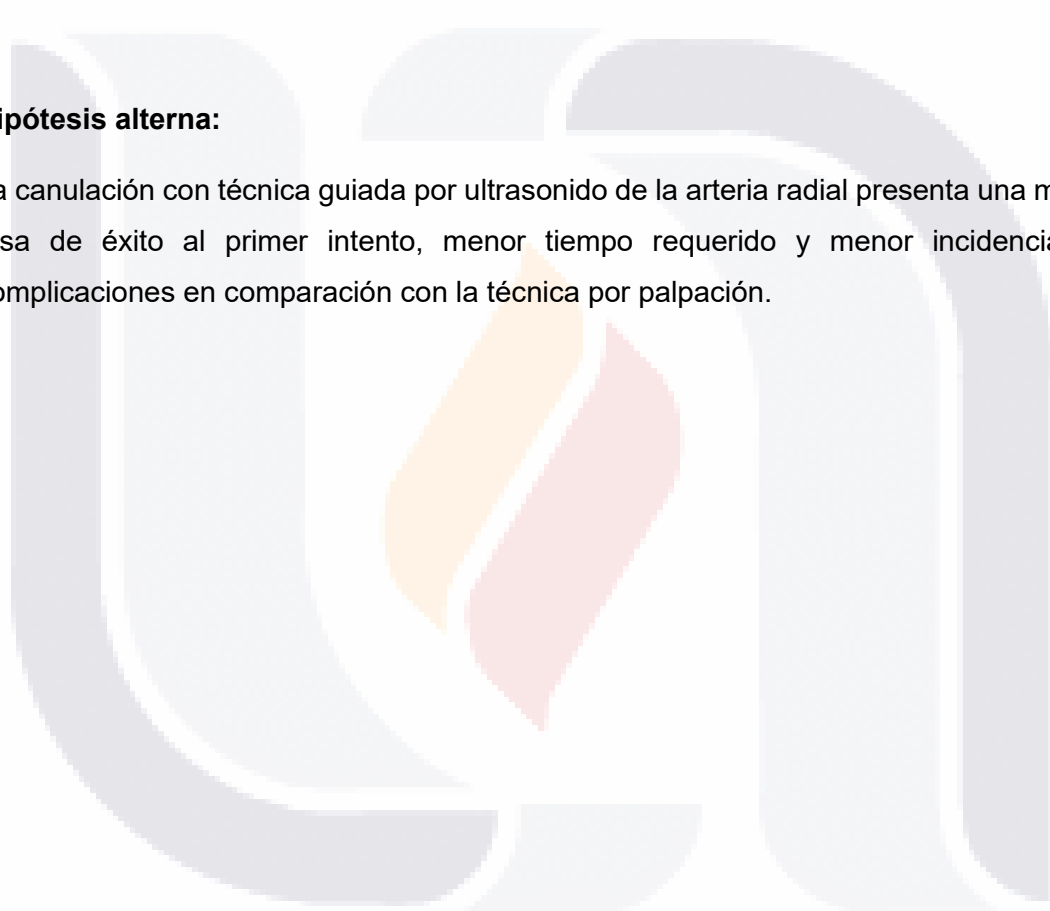 ipótesis alterna:
a canulación con técnica guiada por ultrasonido de la arteria radial presenta una m
sa de éxito al primer intento, menor tiempo requerido y menor incidencia
omplicaciones en comparación con la técnica por palpación.